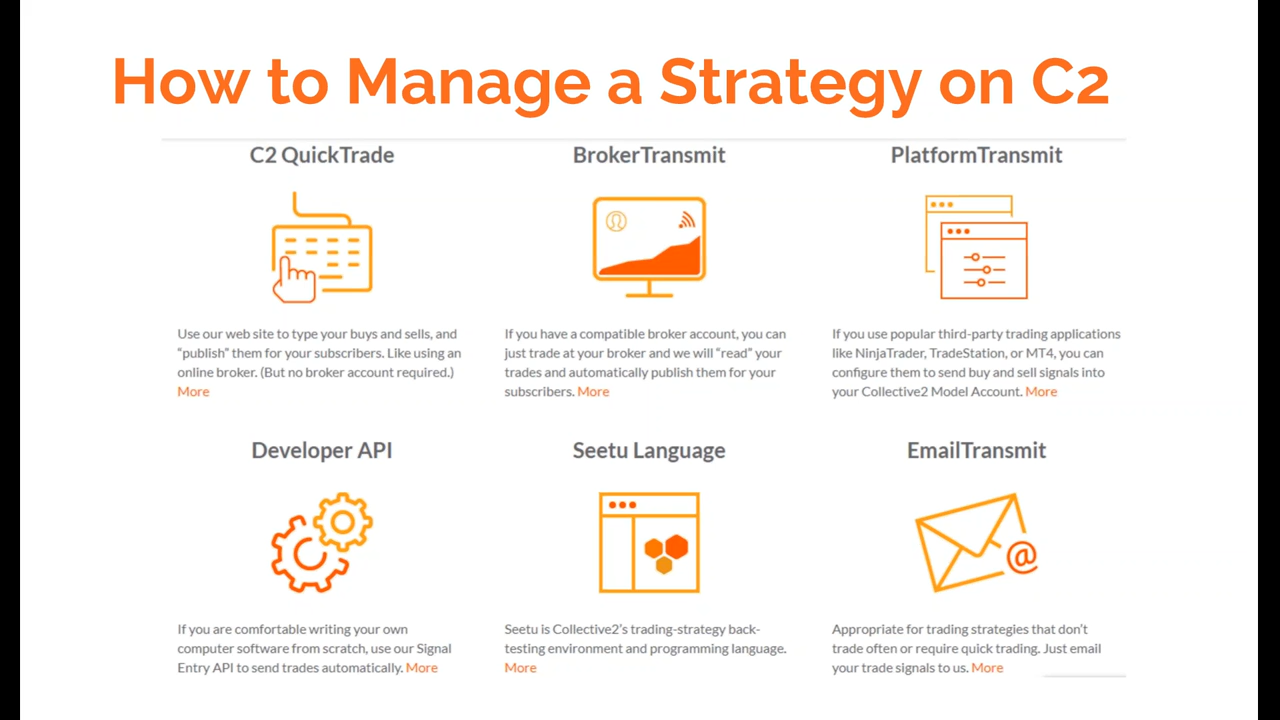 How to Manage a Strategy on C2
C2 QuickTrade
Use our web site to type your buys and sells, and
“publish” them for your subscribers. Like using an
online broker. (But no broker account required.)
More
BrokerTransmit
If you have a compatible broker account, you can
just trade at your broker and we will “read” your
trades and automatically publish them for your
subscribers. More
PlatformTransmit
If you use popular third-party trading applications
like NinjaTrader, TradeStation, or MT4, you can
configure them to send buy and sell signals into
your Collective2 Model Account. More
Developer API
If you are comfortable writing your own
computer software from scratch, use our Signal
Entry API to send trades automatically. More
Seetu Language
Seetu is Collective2’s trading-strategy back-
testing environment and programming language.
More
EmailTransmit
@
Appropriate for trading strategies that don’t
trade often or require quick trading. Just email
your trade signals to us. More